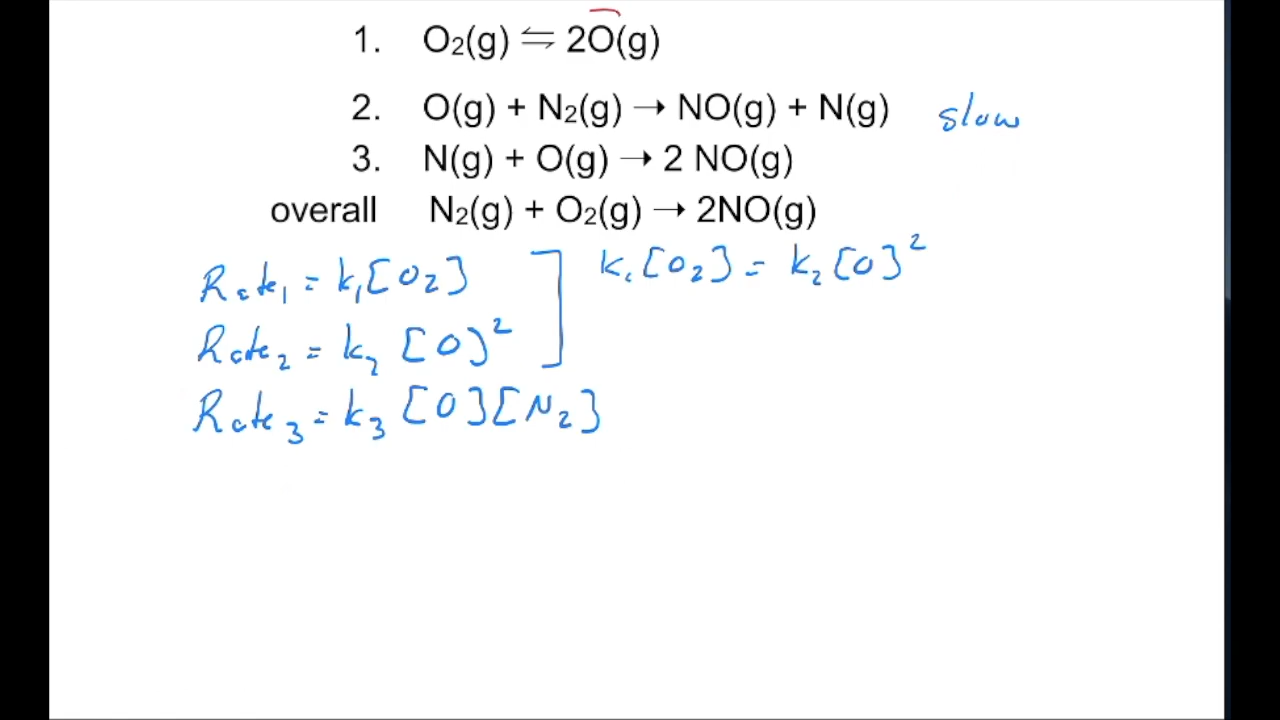 1. O₂(g) ⇋ 2O(g)
2. O(g) + N₂(g) → NO(g) + N(g) slow
3. N(g) + O(g) → 2 NO(g)
overall N₂(g) + O₂(g) → 2NO(g)
Rate₁ = k₁[O₂] k₁[O₂] = k₂[O]²
Rate₂ = k₂ [O]²
Rate₃ = k₃ [O][N₂]